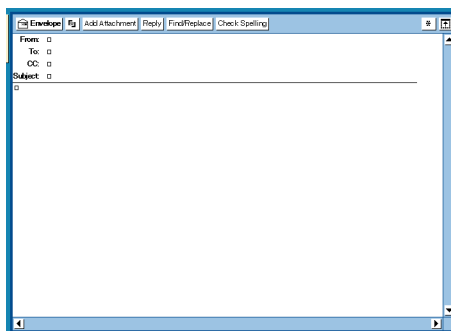 Envelope Add Attachment Reply Find/Replace Check Spelling
From:
To:
CC:
Subject: